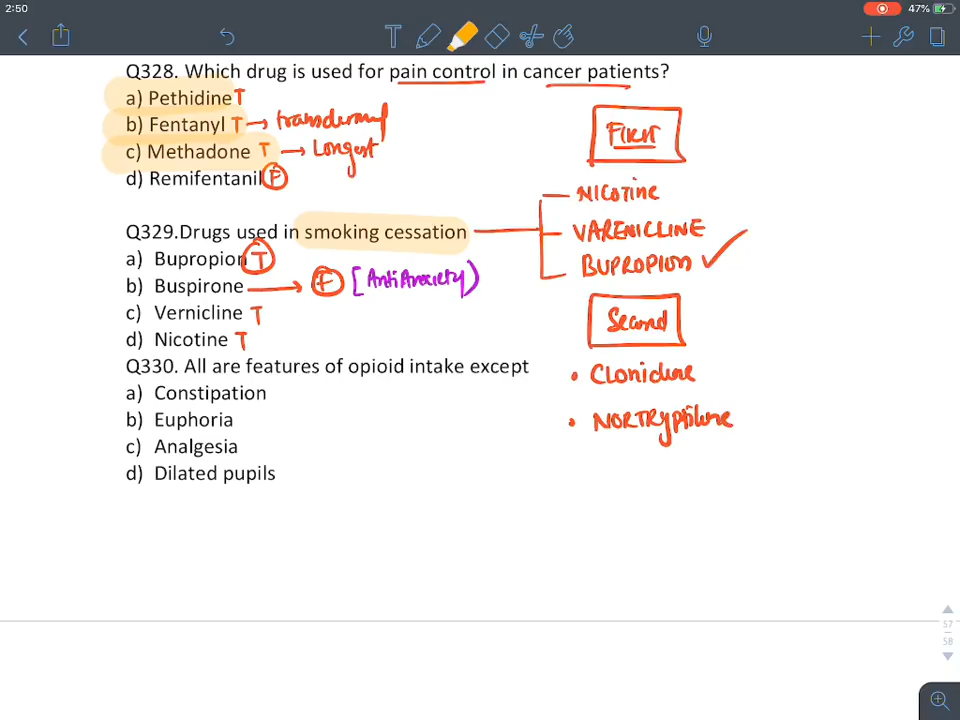 2:50
47%
T
Q328. Which drug is used for pain control in cancer patients?
a) Pethidine T
b) Fentanyl T → transdermal
c) Methadone T → Longest
d) Remifentanil F
FIRST
NICOTINE
VARENICLINE
BUPROPION ✓
Q329.Drugs used in smoking cessation
a) Bupropion T
b) Buspirone → F [AntiAnxiety)
c) Vernicline T
d) Nicotine T
Second
• Clonidine
• NORTRyptiline
Q330. All are features of opioid intake except
a) Constipation
b) Euphoria
c) Analgesia
d) Dilated pupils
57
58